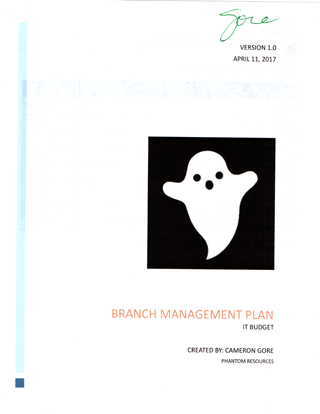 Gore
VERSION 1.0
APRIL 11, 2017
BRANCH MANAGEMENT PLAN
IT BUDGET
CREATED BY: CAMERON GORE
PHANTOM RESOURCES